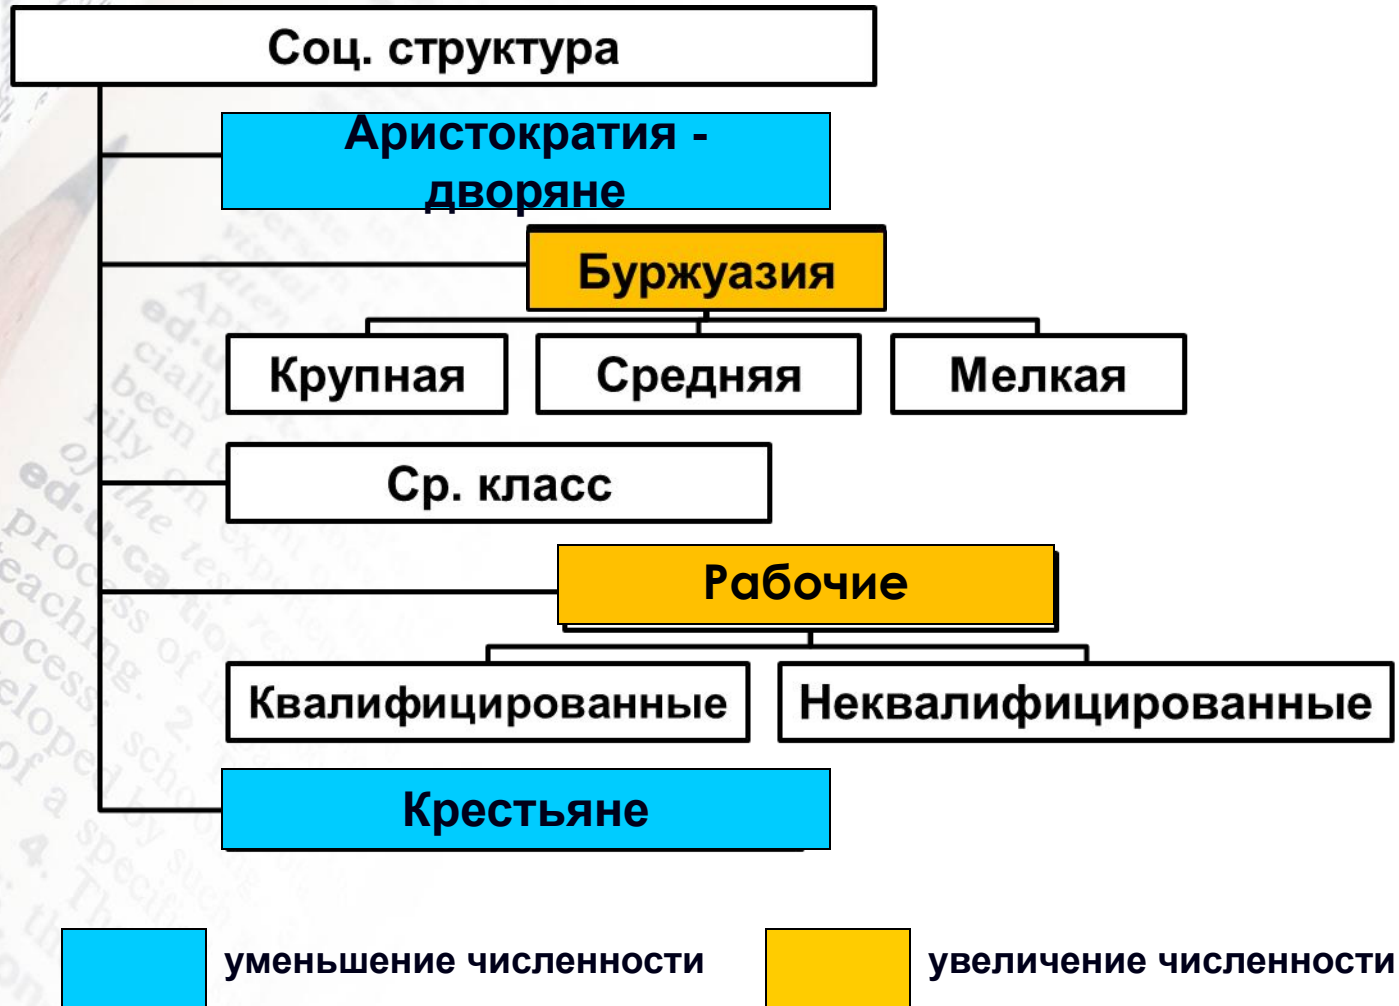 Соц. структура
Аристократия -
дворяне
Буржуазия
Крупная
Средняя
Мелкая
Ср. класс
Рабочие
Квалифицированные
Неквалифицированные
Крестьяне
уменьшение численности
увеличение численности